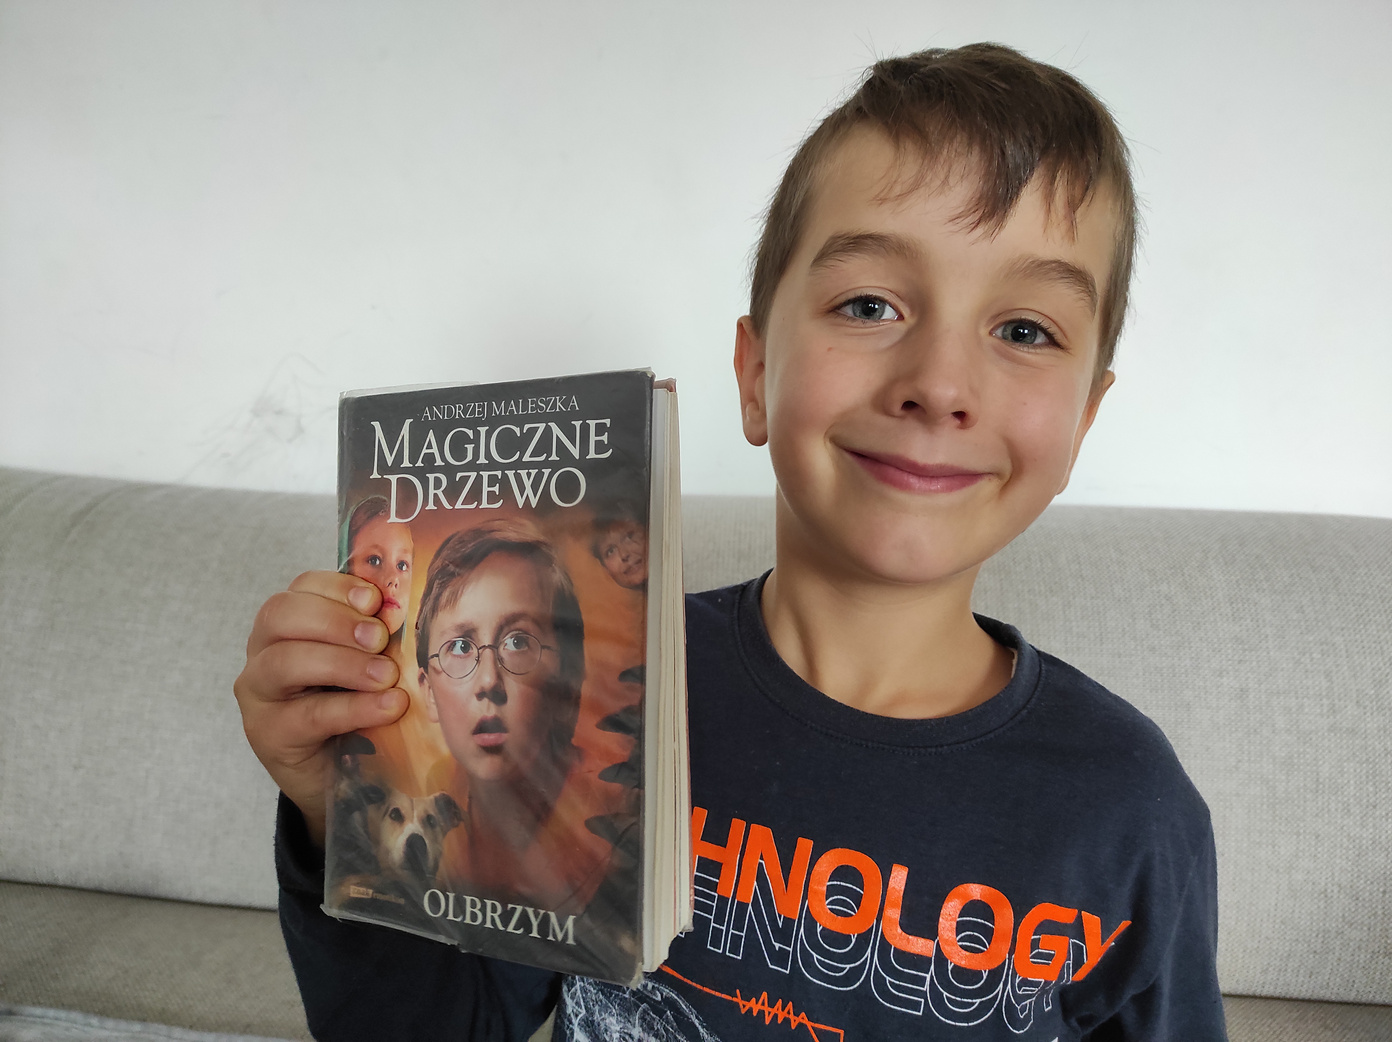 ANDRZEJ MALESZKA
MAGICZNE
DRZEWO
OLBRZYM
HNOLOGY